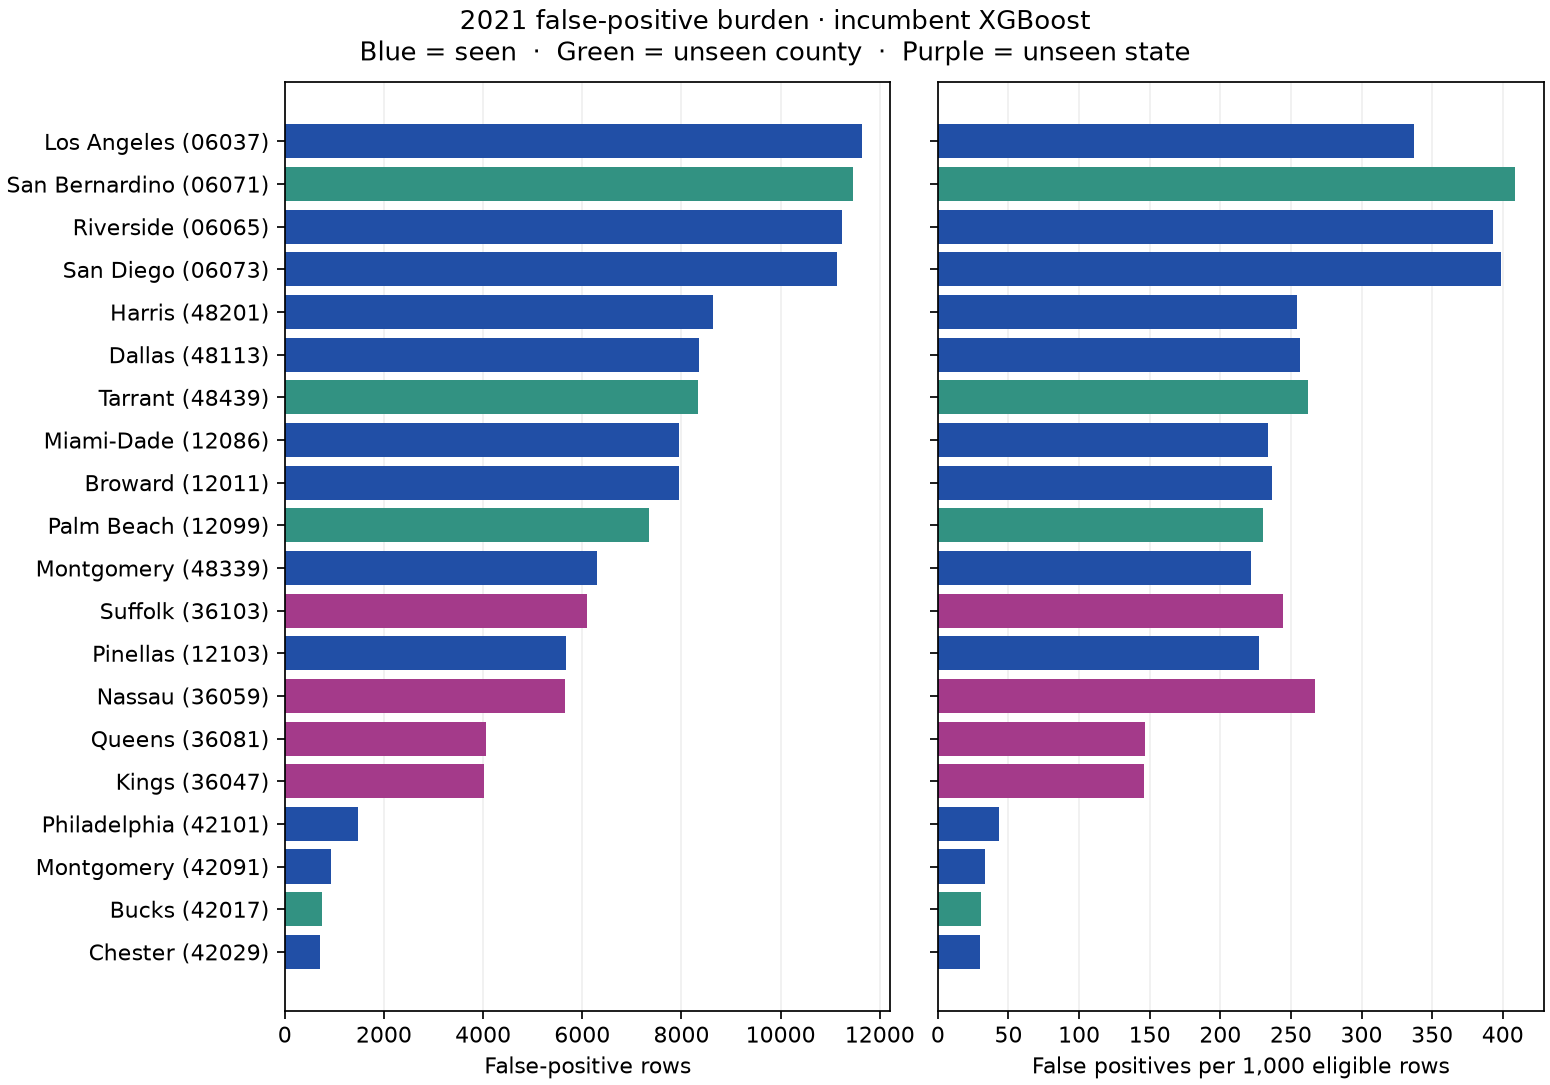 2021 false-positive burden · incumbent XGBoost
Blue = seen · Green = unseen county · Purple = unseen state
Los Angeles (06037)
San Bernardino (06071)
Riverside (06065)
San Diego (06073)
Harris (48201)
Dallas (48113)
Tarrant (48439)
Miami-Dade (12086)
Broward (12011)
Palm Beach (12099)
Montgomery (48339)
Suffolk (36103)
Pinellas (12103)
Nassau (36059)
Queens (36081)
Kings (36047)
Philadelphia (42101)
Montgomery (42091)
Bucks (42017)
Chester (42029)
0 2000 4000 6000 8000 10000 12000
False-positive rows
0 50 100 150 200 250 300 350 400
False positives per 1,000 eligible rows